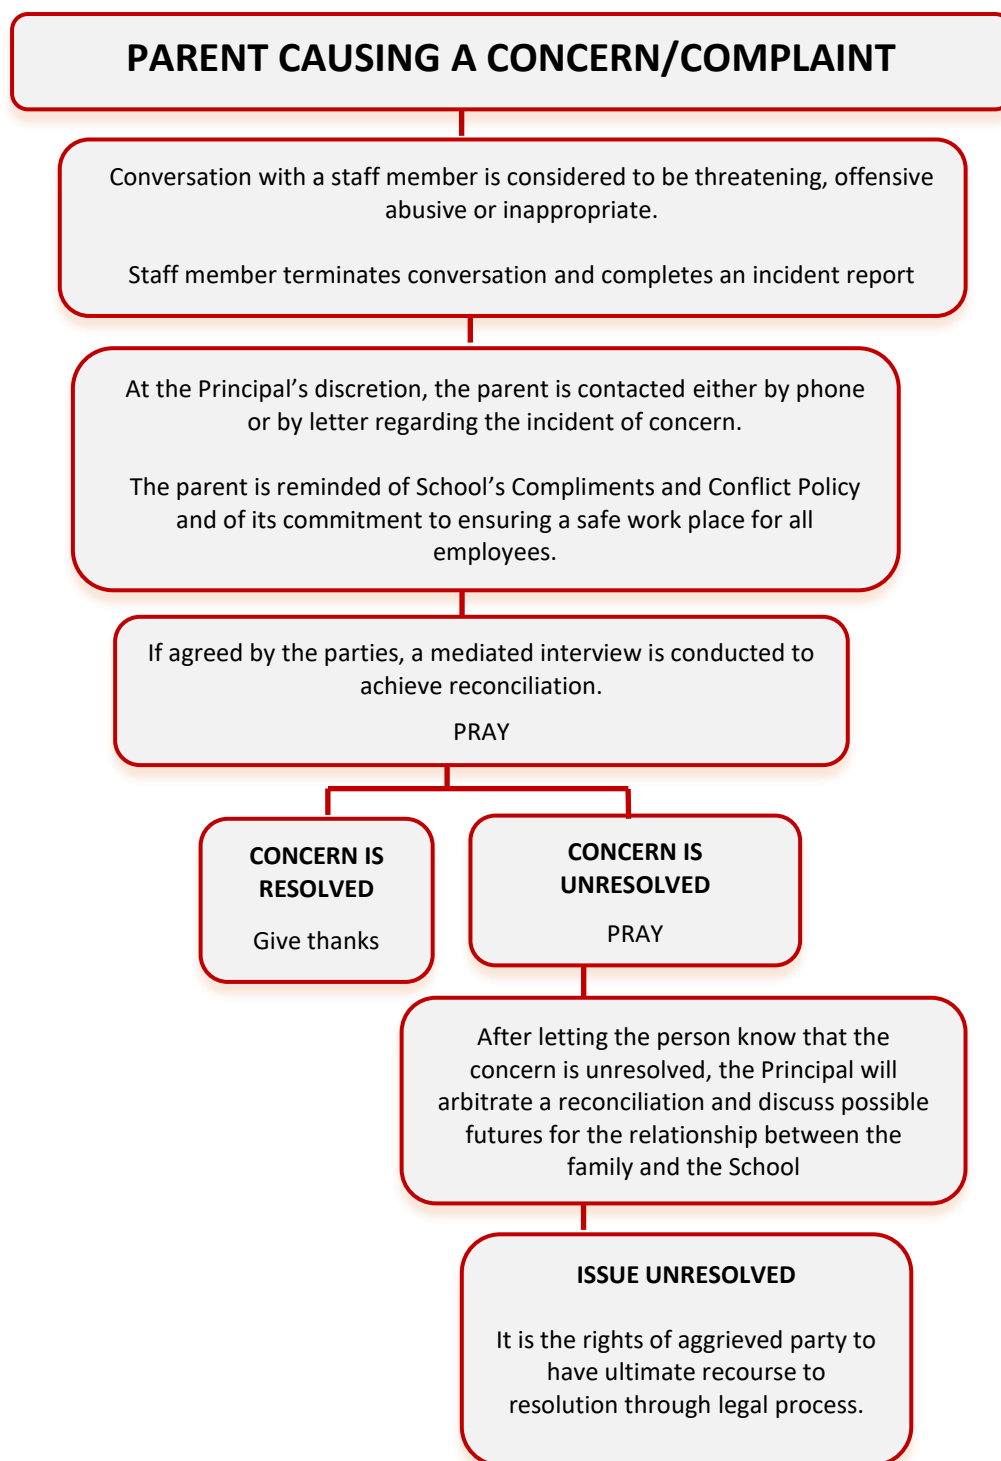 PARENT CAUSING A CONCERN/COMPLAINT
Conversation with a staff member is considered to be threatening, offensive
abusive or inappropriate.
Staff member terminates conversation and completes an incident report
At the Principal’s discretion, the parent is contacted either by phone
or by letter regarding the incident of concern.
The parent is reminded of School’s Compliments and Conflict Policy
and of its commitment to ensuring a safe work place for all
employees.
If agreed by the parties, a mediated interview is conducted to
achieve reconciliation.
PRAY
CONCERN IS
RESOLVED
Give thanks
CONCERN IS
UNRESOLVED
PRAY
After letting the person know that the
concern is unresolved, the Principal will
arbitrate a reconciliation and discuss possible
futures for the relationship between the
family and the School
ISSUE UNRESOLVED
It is the rights of aggrieved party to
have ultimate recourse to
resolution through legal process.